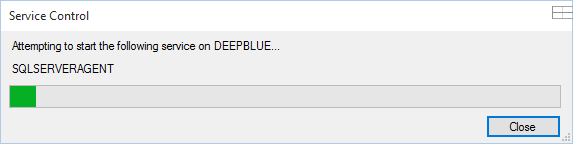 Service Control
Attempting to start the following service on DEEPBLUE...
SQLSERVERAGENT
Close